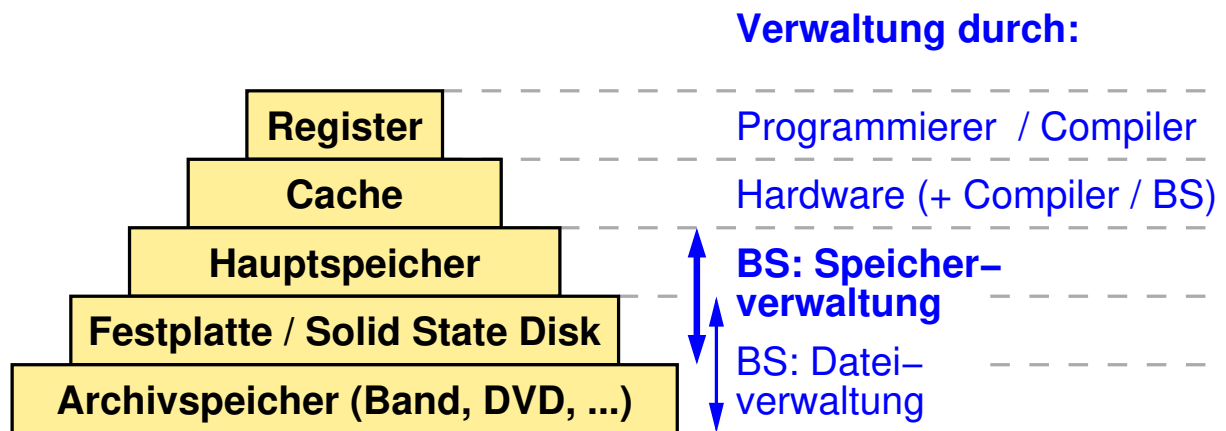 Verwaltung durch:
Register
Programmierer / Compiler
Cache
Hardware (+ Compiler / BS)
Hauptspeicher
BS: Speicher–
verwaltung
Festplatte / Solid State Disk
BS: Datei–
verwaltung
Archivspeicher (Band, DVD, ...)